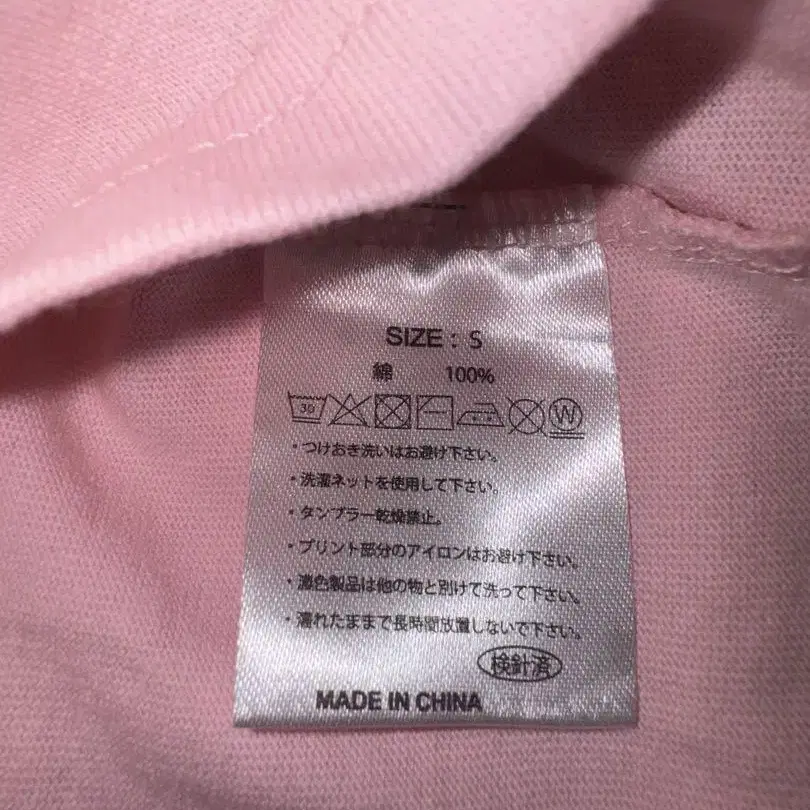 SIZE : S
綿 100%
30 W
・つけおき洗いはお避け下さい。
・洗濯ネットを使用して下さい。
・タンブラー乾燥禁止。
・プリント部分のアイロンはお避け下さい。
・濃色製品は他の物と別けて洗って下さい。
・濡れたままで長時間放置しないで下さい。
検針済
MADE IN CHINA